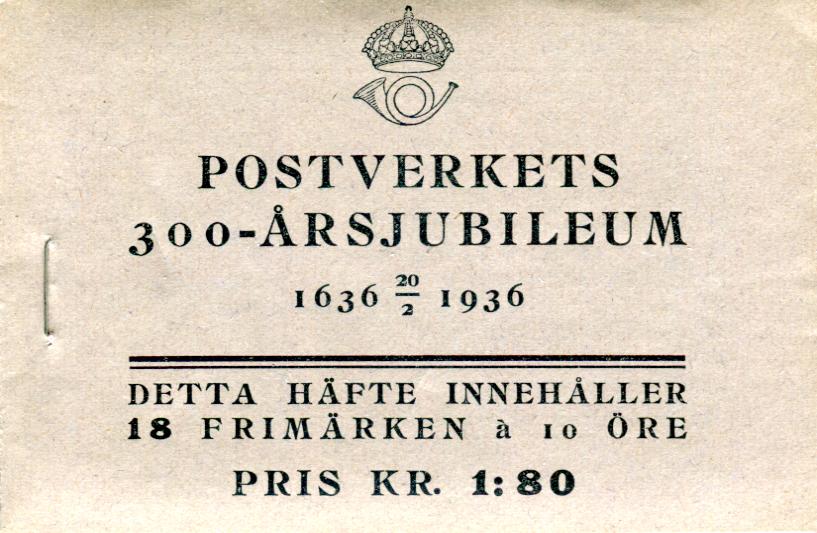 POSTVERKETS
300-ÅRSJUBILEUM
1636 20/2 1936
DETTA HÄFTE INNEHÅLLER
18 FRIMÄRKEN à 10 ÖRE
PRIS KR. 1:80